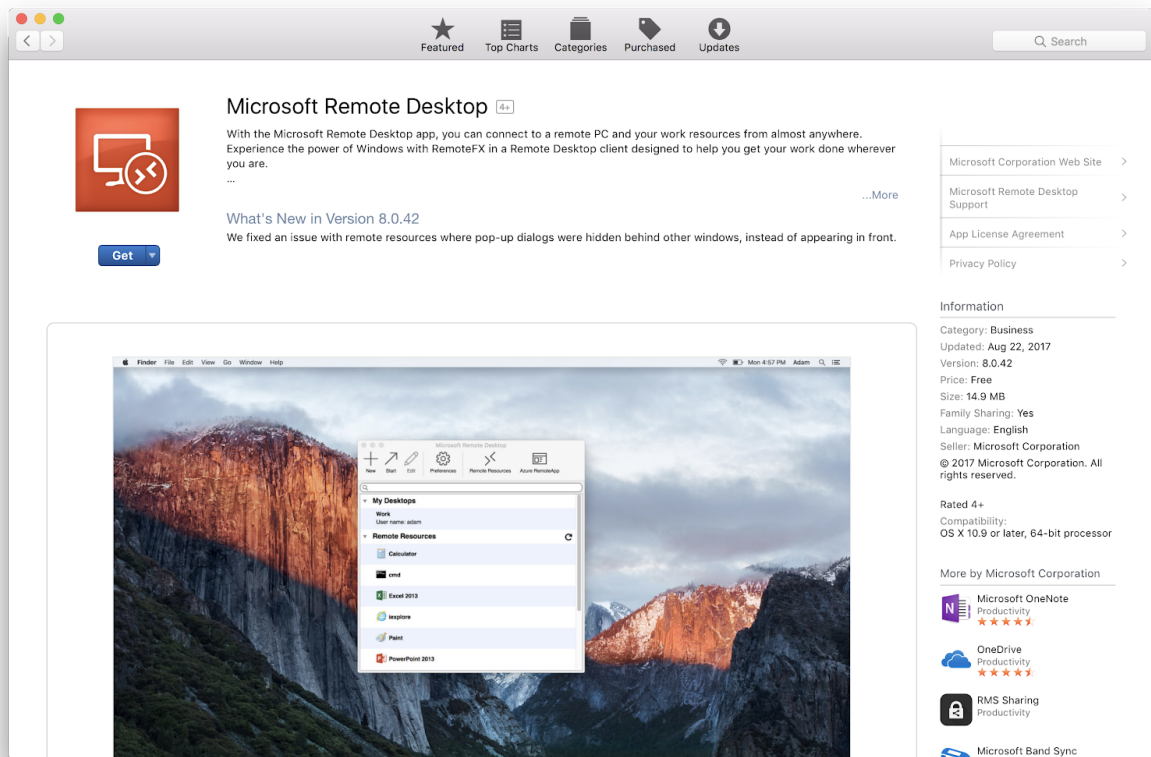 Featured
Top Charts
Categories
Purchased
Updates
Search
Microsoft Remote Desktop 4+
With the Microsoft Remote Desktop app, you can connect to a remote PC and your work resources from almost anywhere.
Experience the power of Windows with RemoteFX in a Remote Desktop client designed to help you get your work done wherever
you are.
...
...More
What's New in Version 8.0.42
We fixed an issue with remote resources where pop-up dialogs were hidden behind other windows, instead of appearing in front.
Get
Microsoft Corporation Web Site
Microsoft Remote Desktop
Support
App License Agreement
Privacy Policy
Information
Category: Business
Updated: Aug 22, 2017
Version: 8.0.42
Price: Free
Size: 14.9 MB
Family Sharing: Yes
Language: English
Seller: Microsoft Corporation
© 2017 Microsoft Corporation. All
rights reserved.
Rated 4+
Compatibility:
OS X 10.9 or later, 64-bit processor
More by Microsoft Corporation
Microsoft OneNote
Productivity
OneDrive
Productivity
RMS Sharing
Productivity
Microsoft Band Sync
Finder File Edit View Go Window Help
Mon 4:57 PM Adam
Microsoft Remote Desktop
New Start Edit Preferences Remote Resources Azure RemoteApp
My Desktops
Work
User name: adam
Remote Resources
Calculator
cmd
Excel 2013
iexplore
Paint
PowerPoint 2013